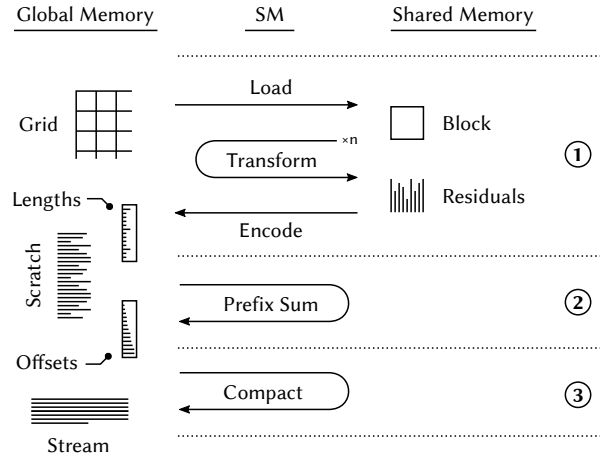 Global Memory
SM
Shared Memory
Load
Grid
Block
×n
Transform
①
Lengths
Residuals
Encode
Scratch
Prefix Sum
②
Offsets
Compact
③
Stream